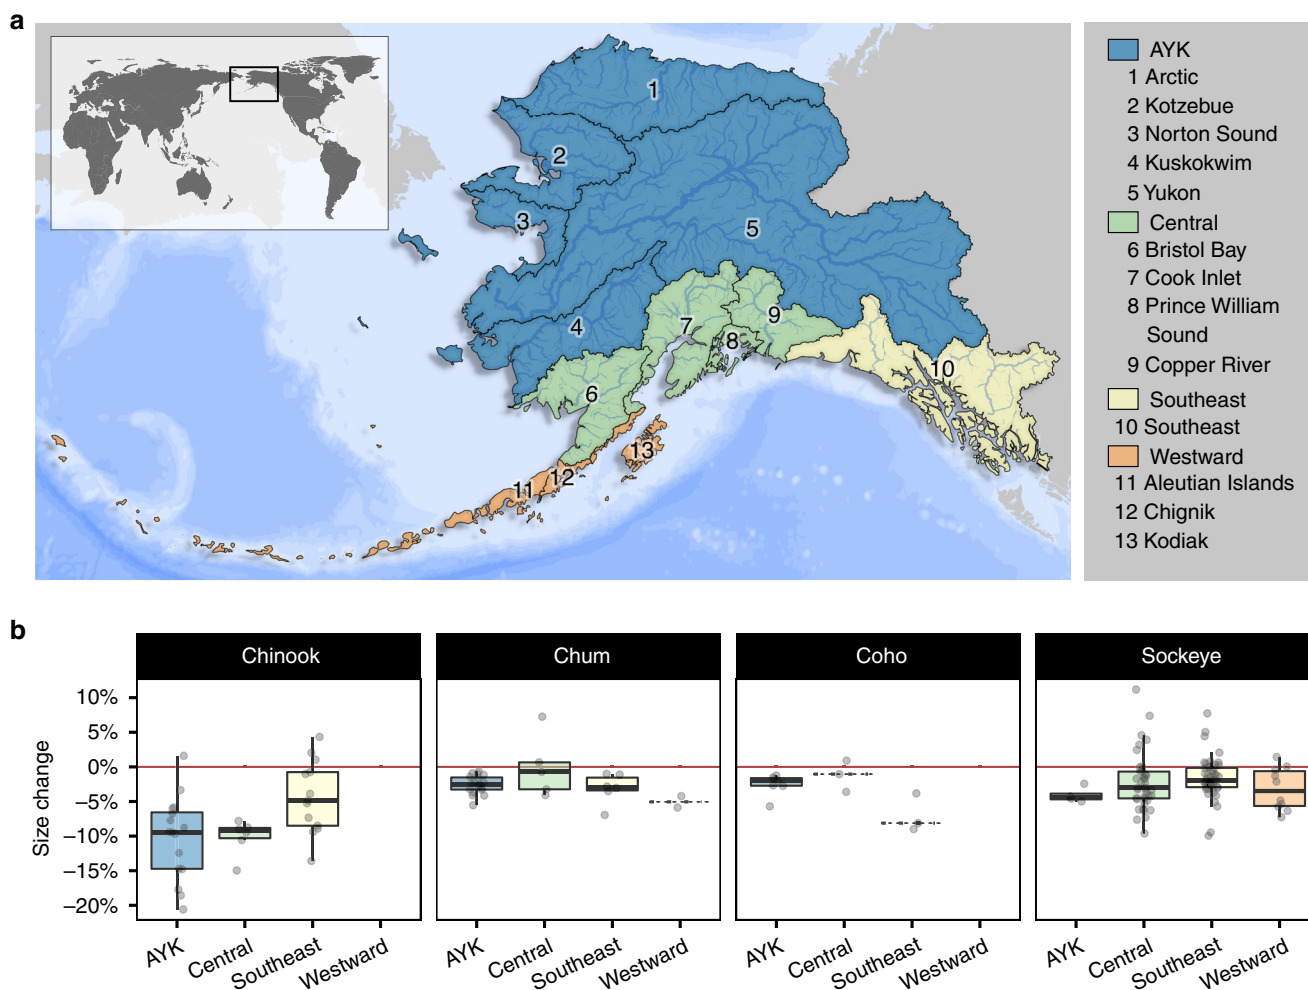 a
AYK
1 Arctic
2 Kotzebue
3 Norton Sound
4 Kuskokwim
5 Yukon
Central
6 Bristol Bay
7 Cook Inlet
8 Prince William
Sound
9 Copper River
Southeast
10 Southeast
Westward
11 Aleutian Islands
12 Chignik
13 Kodiak
1
2
3
5
4
7
9
8
10
6
13
12
11
b
Chinook
Chum
Coho
Sockeye
Size change
10%
5%
0%
−5%
−10%
−15%
−20%
AYK
Central
Southeast
Westward
AYK
Central
Southeast
Westward
AYK
Central
Southeast
Westward
AYK
Central
Southeast
Westward